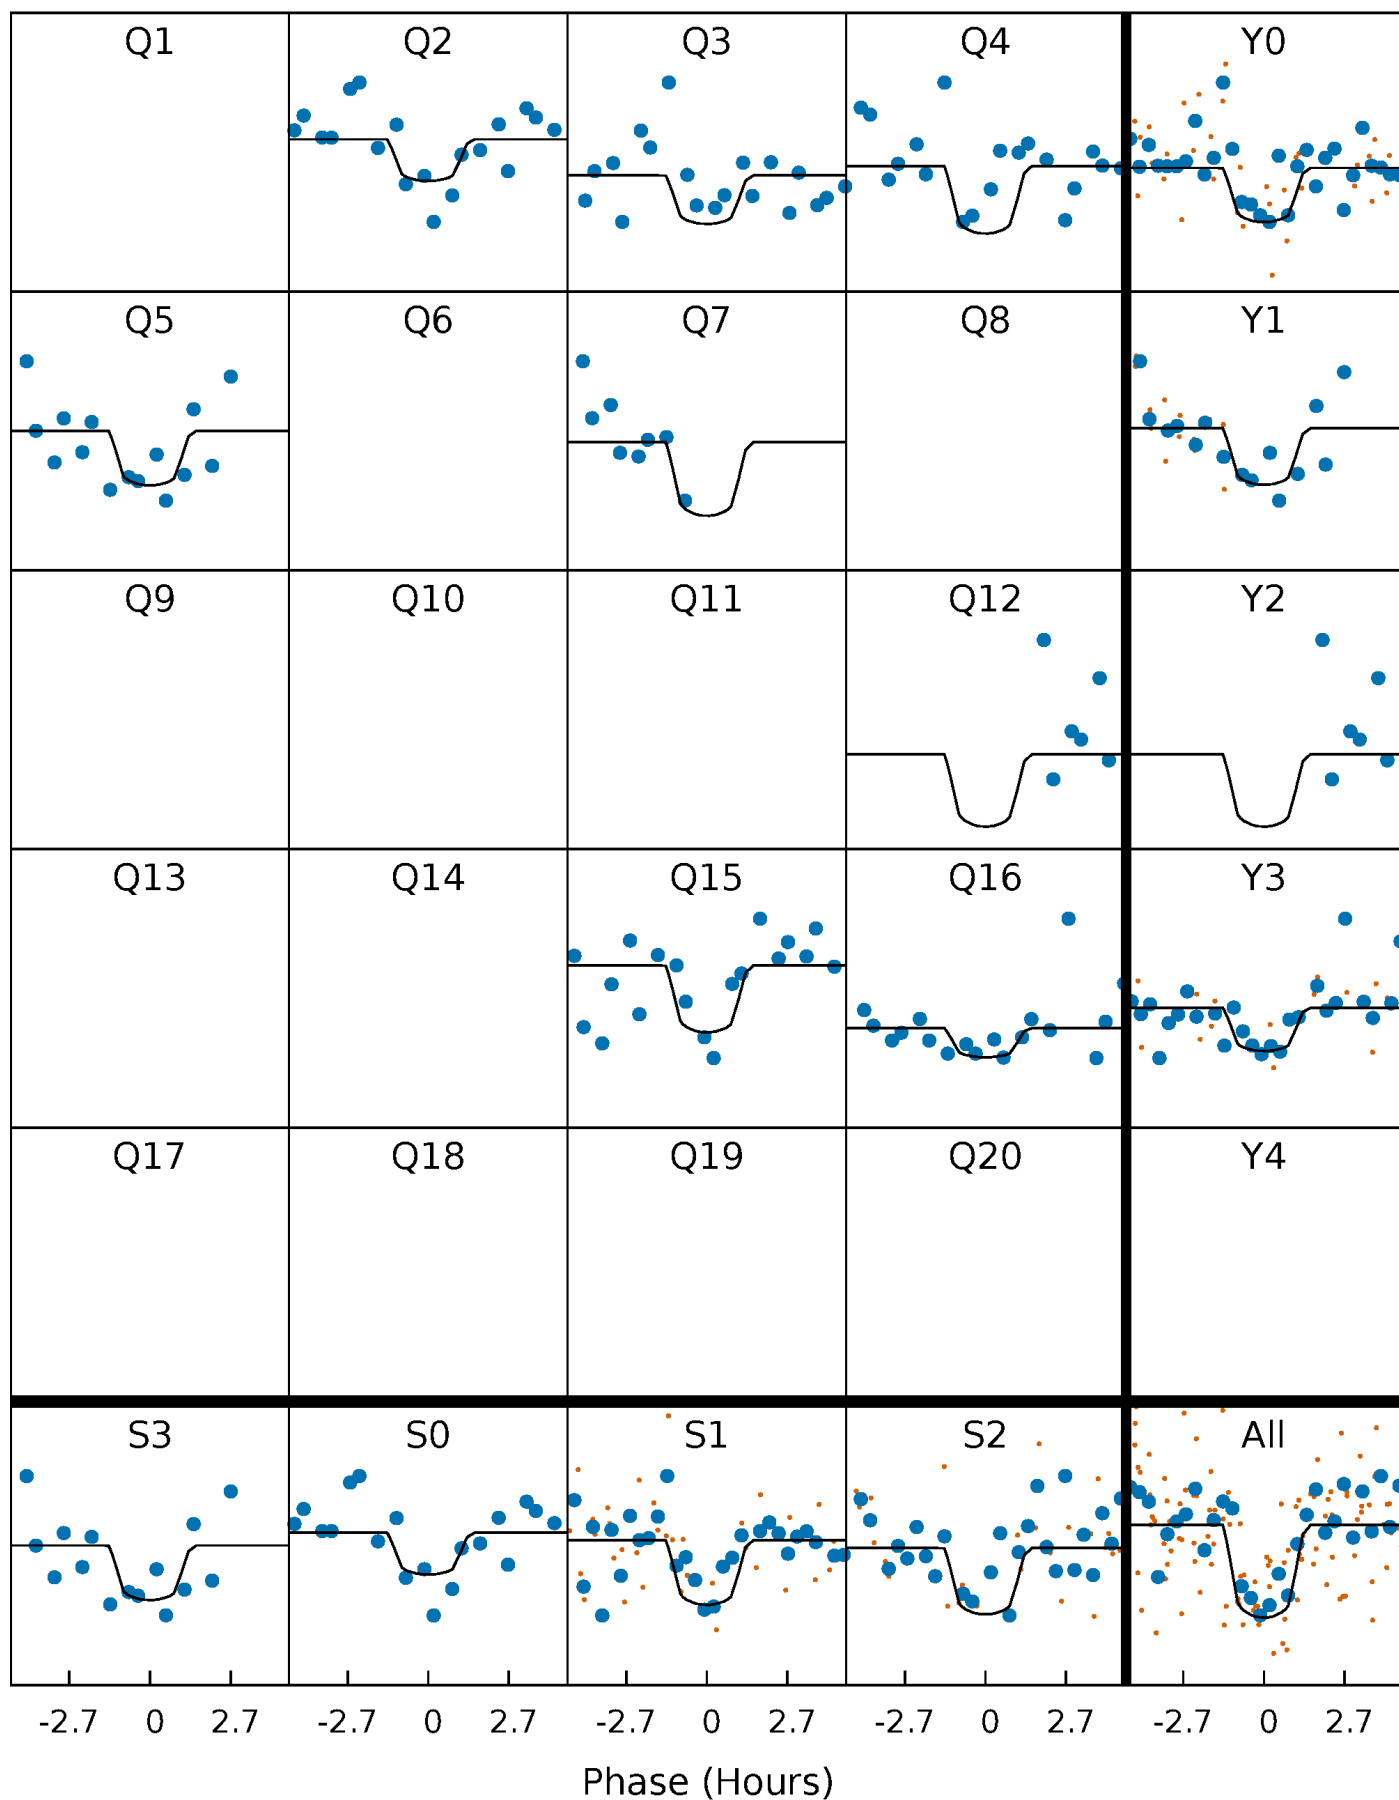 Q1 Q2 Q3 Q4 Y0
Q5 Q6 Q7 Q8 Y1
Q9 Q10 Q11 Q12 Y2
Q13 Q14 Q15 Q16 Y3
Q17 Q18 Q19 Q20 Y4
S3 S0 S1 S2 All
-2.7 0 2.7 -2.7 0 2.7 -2.7 0 2.7 -2.7 0 2.7 -2.7 0 2.7
Phase (Hours)